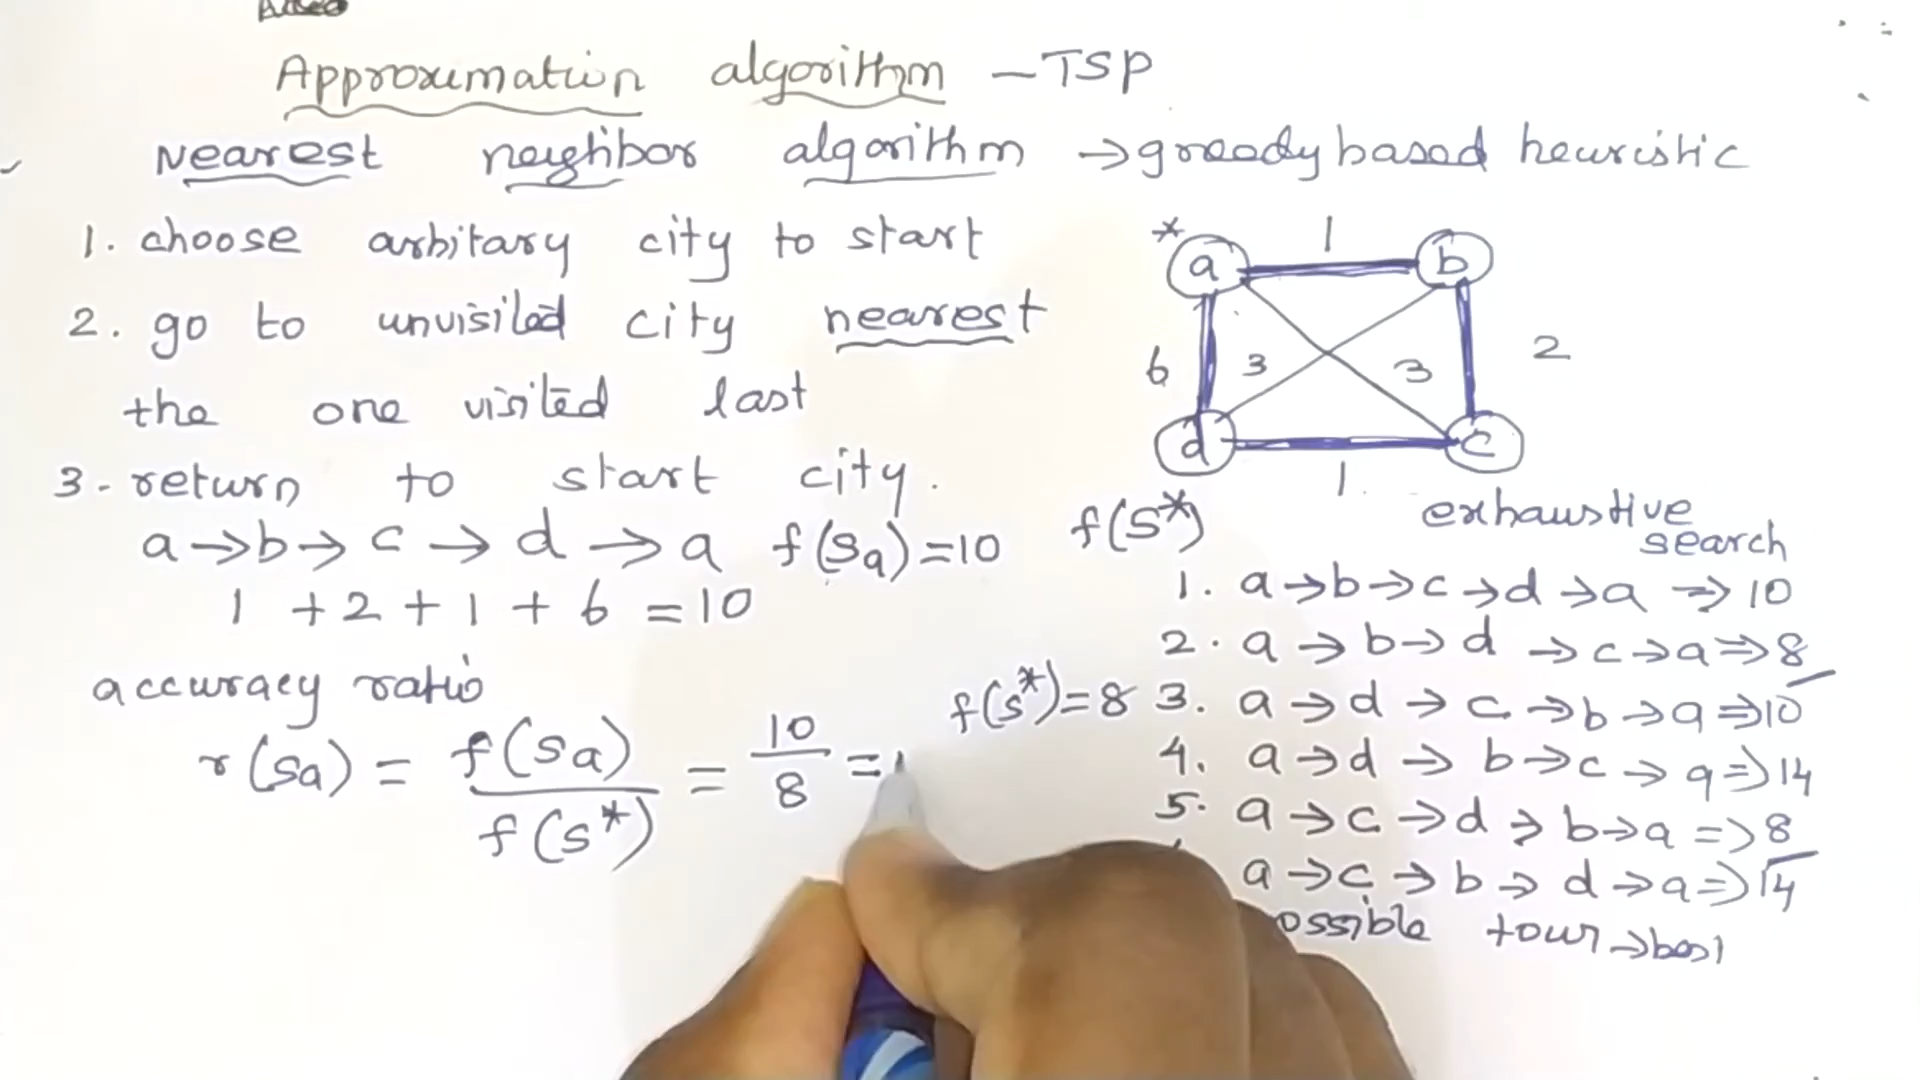 Approximation algorithm – TSP
Nearest neighbor algorithm → greedy based heuristic
1. choose arbitary city to start
2. go to unvisited city nearest
the one visited last
3 - return to start city.
a → b → c → d → a f(sa) = 10
1 + 2 + 1 + 6 = 10
accuracy ratio
r(sa) = f(sa) / f(s*) = 10 / 8 =
* a 1 b
6 3 3 2
d 1 c
f(s*) exhaustive
search
1. a → b → c → d → a ⇒ 10
2. a → b → d → c → a ⇒ 8
f(s*) = 8
3. a → d → c → b → a ⇒ 10
4. a → d → b → c → a ⇒ 14
5. a → c → d → b → a ⇒ 8
a → c → b → d → a ⇒ 14
ossible tour → best